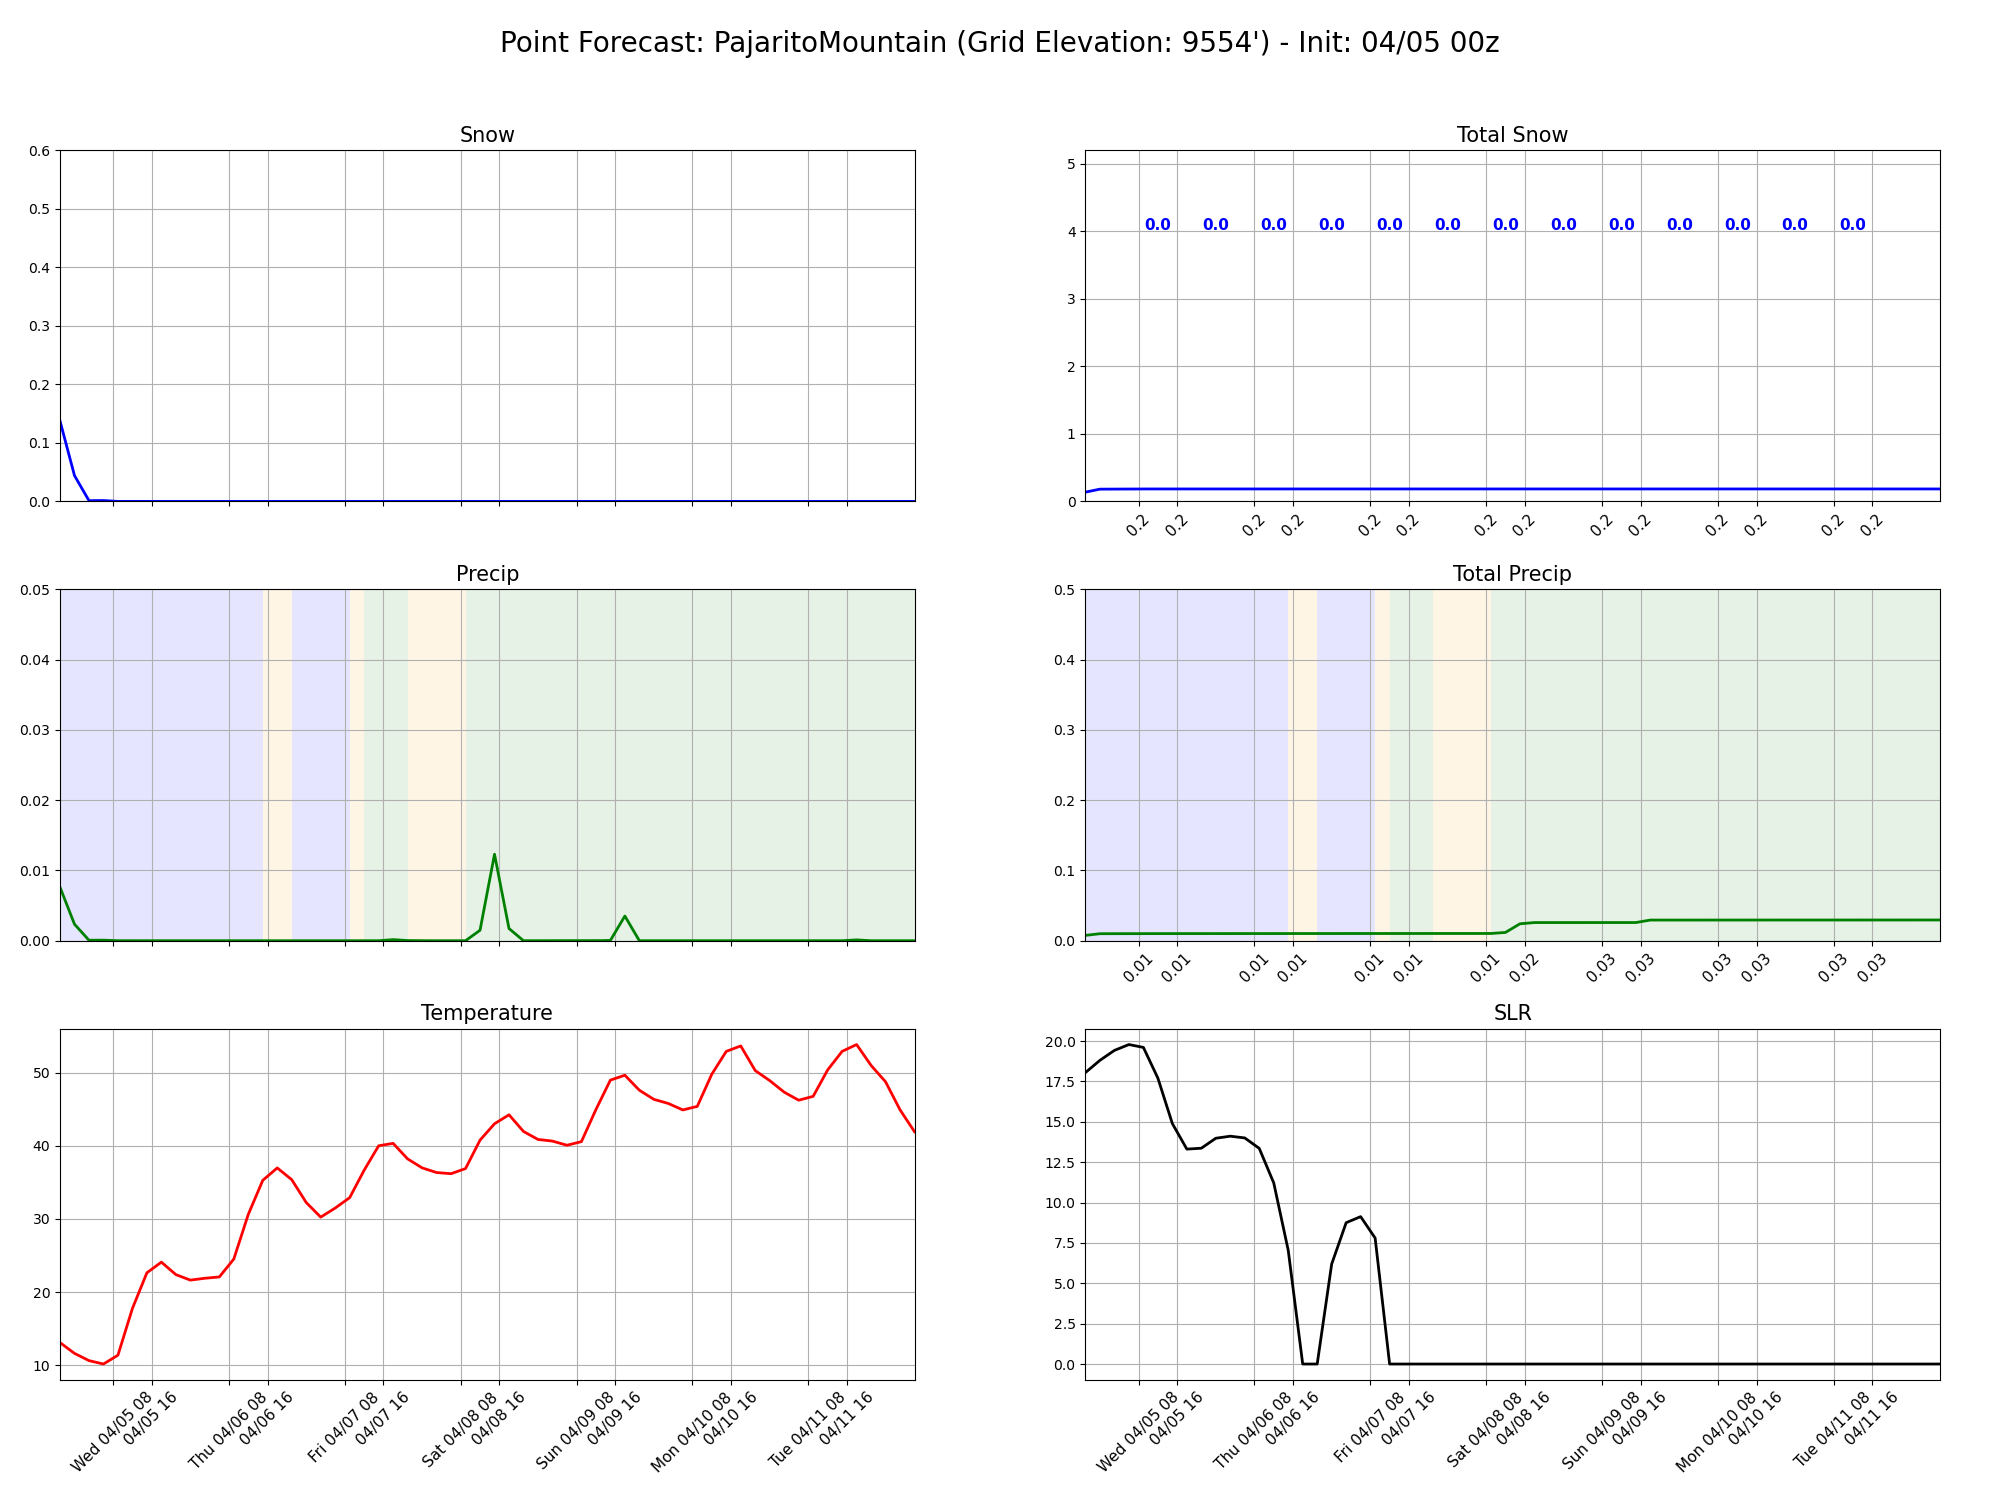 Point Forecast: PajaritoMountain (Grid Elevation: 9554') - Init: 04/05 00z
Snow
0.6
0.5
0.4
0.3
0.2
0.1
0.0
Total Snow
5
4
3
2
1
0
0.0 0.0 0.0 0.0 0.0 0.0 0.0 0.0 0.0 0.0 0.0 0.0 0.0
0.2 0.2 0.2 0.2 0.2 0.2 0.2 0.2 0.2 0.2 0.2 0.2 0.2 0.2
Precip
0.05
0.04
0.03
0.02
0.01
0.00
Total Precip
0.5
0.4
0.3
0.2
0.1
0.0
0.01 0.01 0.01 0.01 0.01 0.01 0.01 0.02 0.03 0.03 0.03 0.03 0.03 0.03
Temperature
50
40
30
20
10
Wed 04/05 08
04/05 16
Thu 04/06 08
04/06 16
Fri 04/07 08
04/07 16
Sat 04/08 08
04/08 16
Sun 04/09 08
04/09 16
Mon 04/10 08
04/10 16
Tue 04/11 08
04/11 16
SLR
20.0
17.5
15.0
12.5
10.0
7.5
5.0
2.5
0.0
Wed 04/05 08
04/05 16
Thu 04/06 08
04/06 16
Fri 04/07 08
04/07 16
Sat 04/08 08
04/08 16
Sun 04/09 08
04/09 16
Mon 04/10 08
04/10 16
Tue 04/11 08
04/11 16